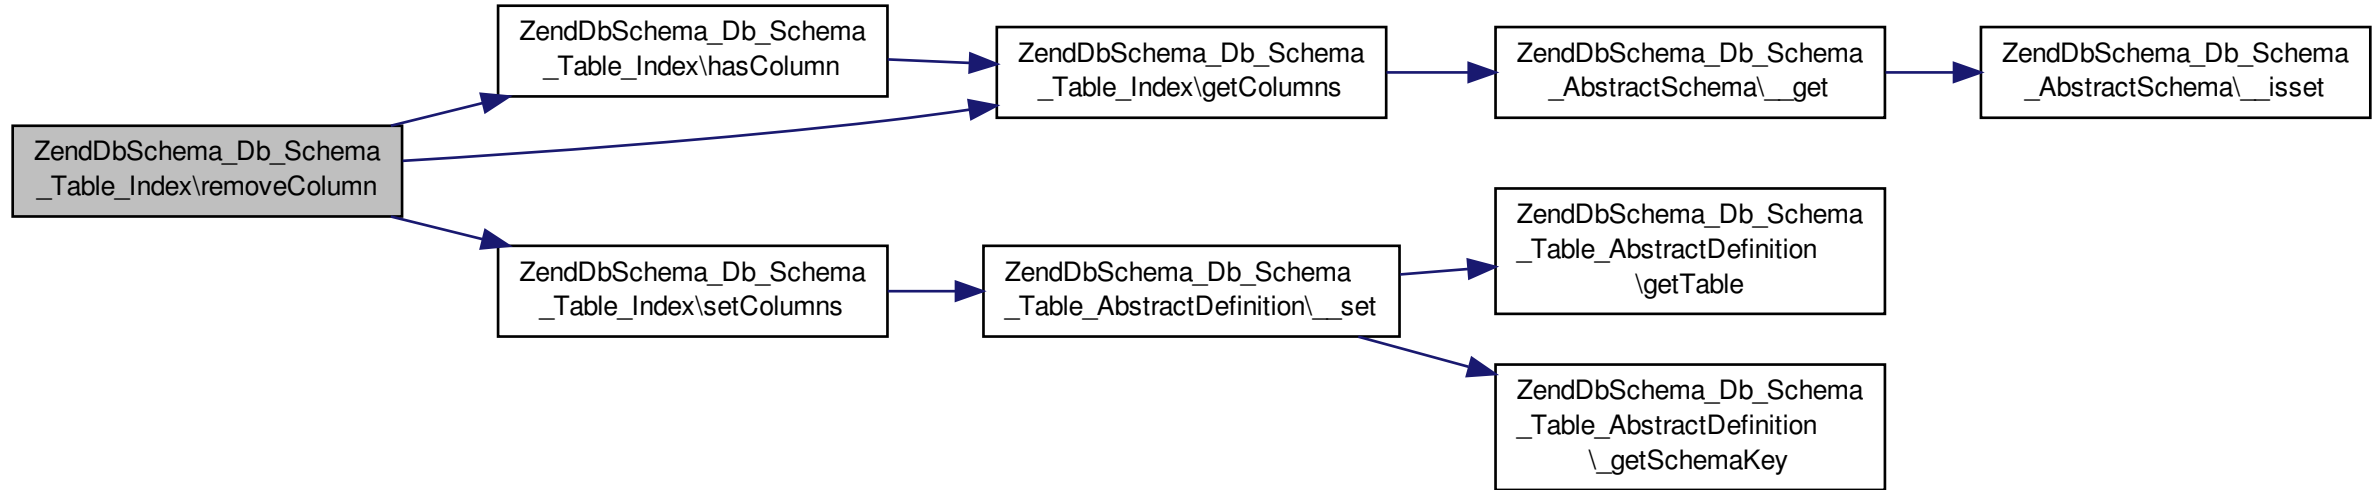 ZendDbSchema_Db_Schema
_Table_Index\removeColumn
ZendDbSchema_Db_Schema
_Table_Index\hasColumn
ZendDbSchema_Db_Schema
_Table_Index\getColumns
ZendDbSchema_Db_Schema
_AbstractSchema\__get
ZendDbSchema_Db_Schema
_AbstractSchema\__isset
ZendDbSchema_Db_Schema
_Table_Index\setColumns
ZendDbSchema_Db_Schema
_Table_AbstractDefinition\__set
ZendDbSchema_Db_Schema
_Table_AbstractDefinition
\getTable
ZendDbSchema_Db_Schema
_Table_AbstractDefinition
\_getSchemaKey